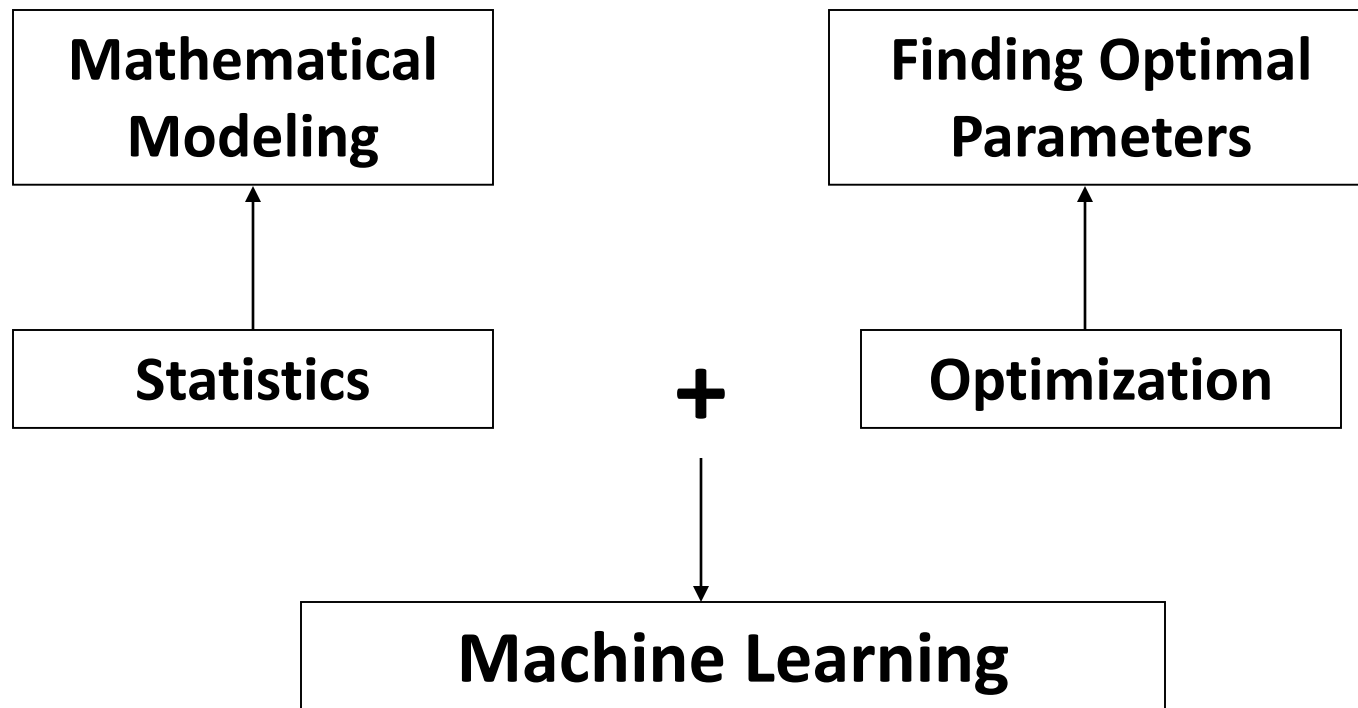 Mathematical
Modeling
Finding Optimal
Parameters
Statistics
+
Optimization
Machine Learning